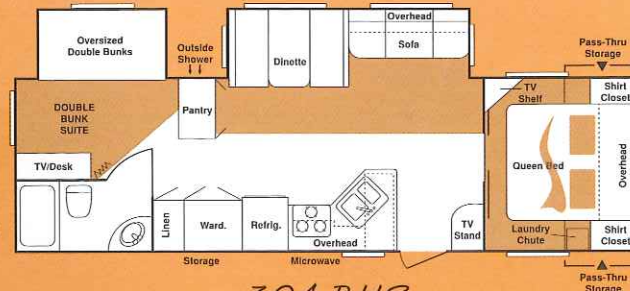 Oversized
Double Bunks
Outside
Shower
Dinette
Overhead
Sofa
Pass-Thru
Storage
TV
Shelf
Shirt
Closet
DOUBLE
BUNK
SUITE
Pantry
TV/Desk
Queen Bed
Overhead
Linen
Ward.
Refrig.
Overhead
TV
Stand
Laundry
Chute
Shirt
Closet
Storage
Microwave
Pass-Thru
Storage